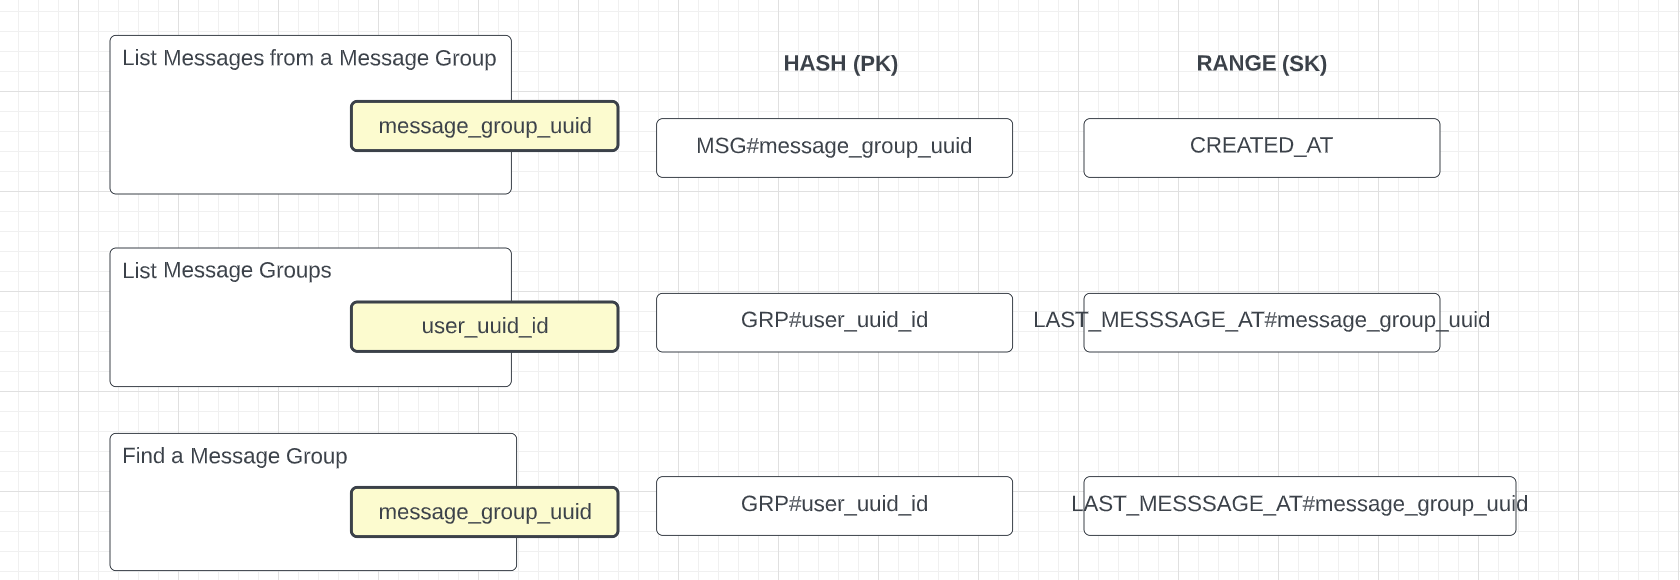 List Messages from a Message Group
HASH (PK)
RANGE (SK)
message_group_uuid
MSG#message_group_uuid
CREATED_AT
List Message Groups
user_uuid_id
GRP#user_uuid_id
LAST_MESSSAGE_AT#message_group_uuid
Find a Message Group
message_group_uuid
GRP#user_uuid_id
LAST_MESSSAGE_AT#message_group_uuid